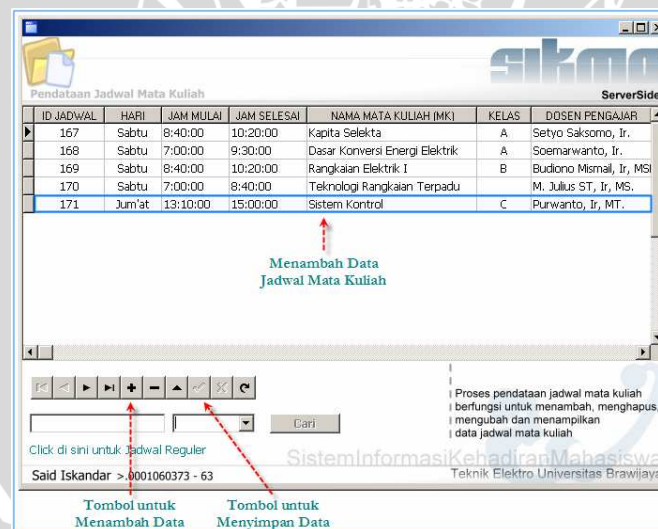 sikma
Pendataan Jadwal Mata Kuliah
ServerSide
ID JADWAL HARI JAM MULAI JAM SELESAI NAMA MATA KULIAH (MK) KELAS DOSEN PENGAJAR
167 Sabtu 8:40:00 10:20:00 Kapita Selekta A Setyo Saksomo, Ir.
168 Sabtu 7:00:00 9:30:00 Dasar Konversi Energi Elektrik A Soemarwanto, Ir.
169 Sabtu 8:40:00 10:20:00 Rangkaian Elektrik I B Budiono Mismail, Ir, MSI
170 Sabtu 7:00:00 8:40:00 Teknologi Rangkaian Terpadu M. Julius ST, Ir, MS.
171 Jum'at 13:10:00 15:00:00 Sistem Kontrol C Purwanto, Ir, MT.
Menambah Data
Jadwal Mata Kuliah
Proses pendataan jadwal mata kuliah
berfungsi untuk menambah, menghapus,
mengubah dan menampilkan
data jadwal mata kuliah
Cari
Click di sini untuk Jadwal Reguler
SistemInformasiKehadiranMahasiswa
Said Iskandar >.0001060373 - 63
Teknik Elektro Universitas Brawijaya
Tombol untuk
Menambah Data
Tombol untuk
Menyimpan Data